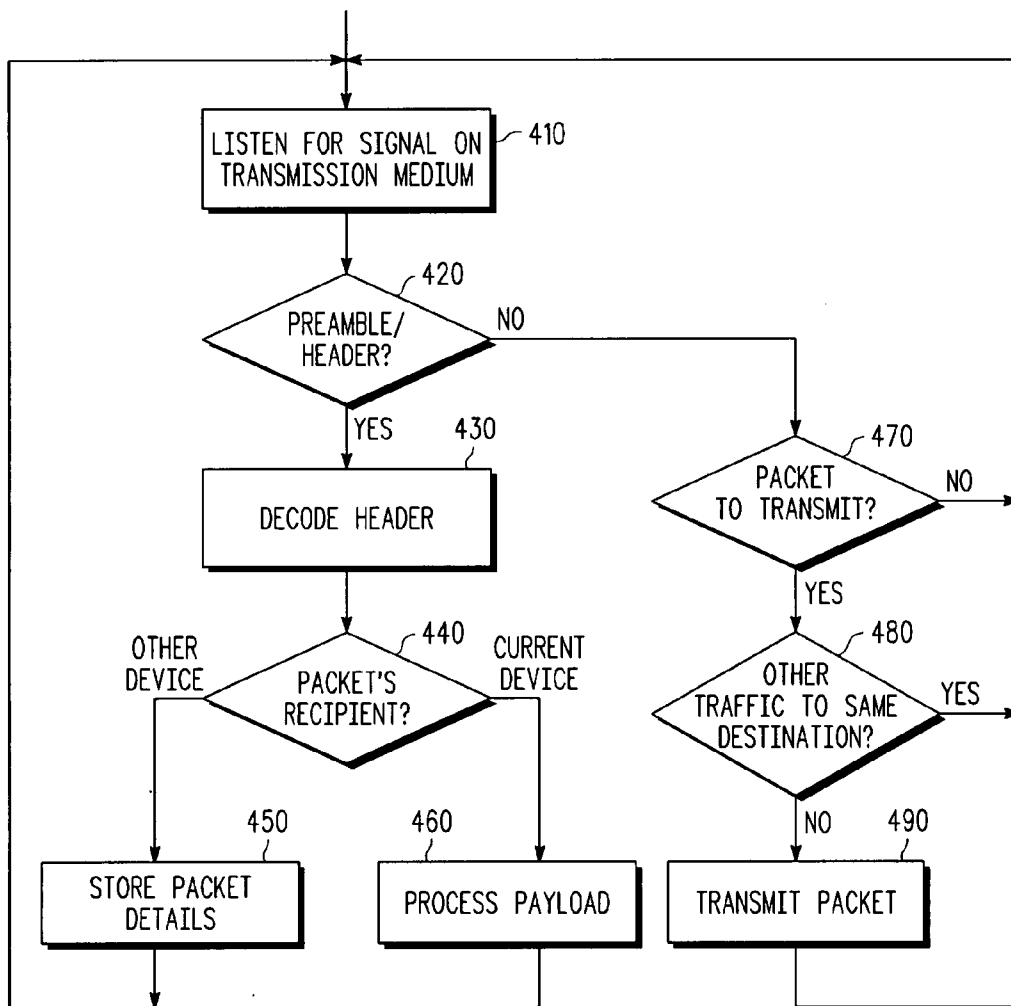 LISTEN FOR SIGNAL ON
TRANSMISSION MEDIUM
410
420
PREAMBLE/
HEADER?
NO
YES
430
DECODE HEADER
470
PACKET
TO TRANSMIT?
NO
YES
440
OTHER
DEVICE
PACKET'S
RECIPIENT?
CURRENT
DEVICE
480
OTHER
TRAFFIC TO SAME
DESTINATION?
YES
NO
450
STORE PACKET
DETAILS
460
PROCESS PAYLOAD
490
TRANSMIT PACKET